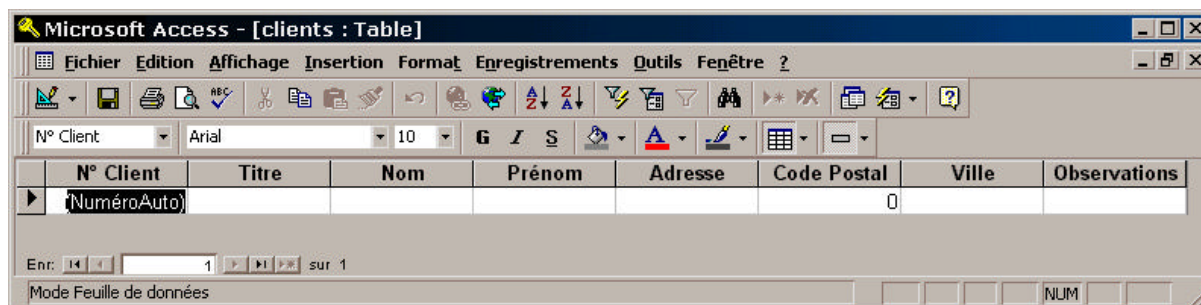 Microsoft Access - [clients : Table]
Fichier Edition Affichage Insertion Format Enregistrements Outils Fenêtre ?
ABC A Z Z A
N° Client Arial 10 G I S A
N° Client Titre Nom Prénom Adresse Code Postal Ville Observations
(NuméroAuto) 0
Enr: 1 sur 1
Mode Feuille de données NUM